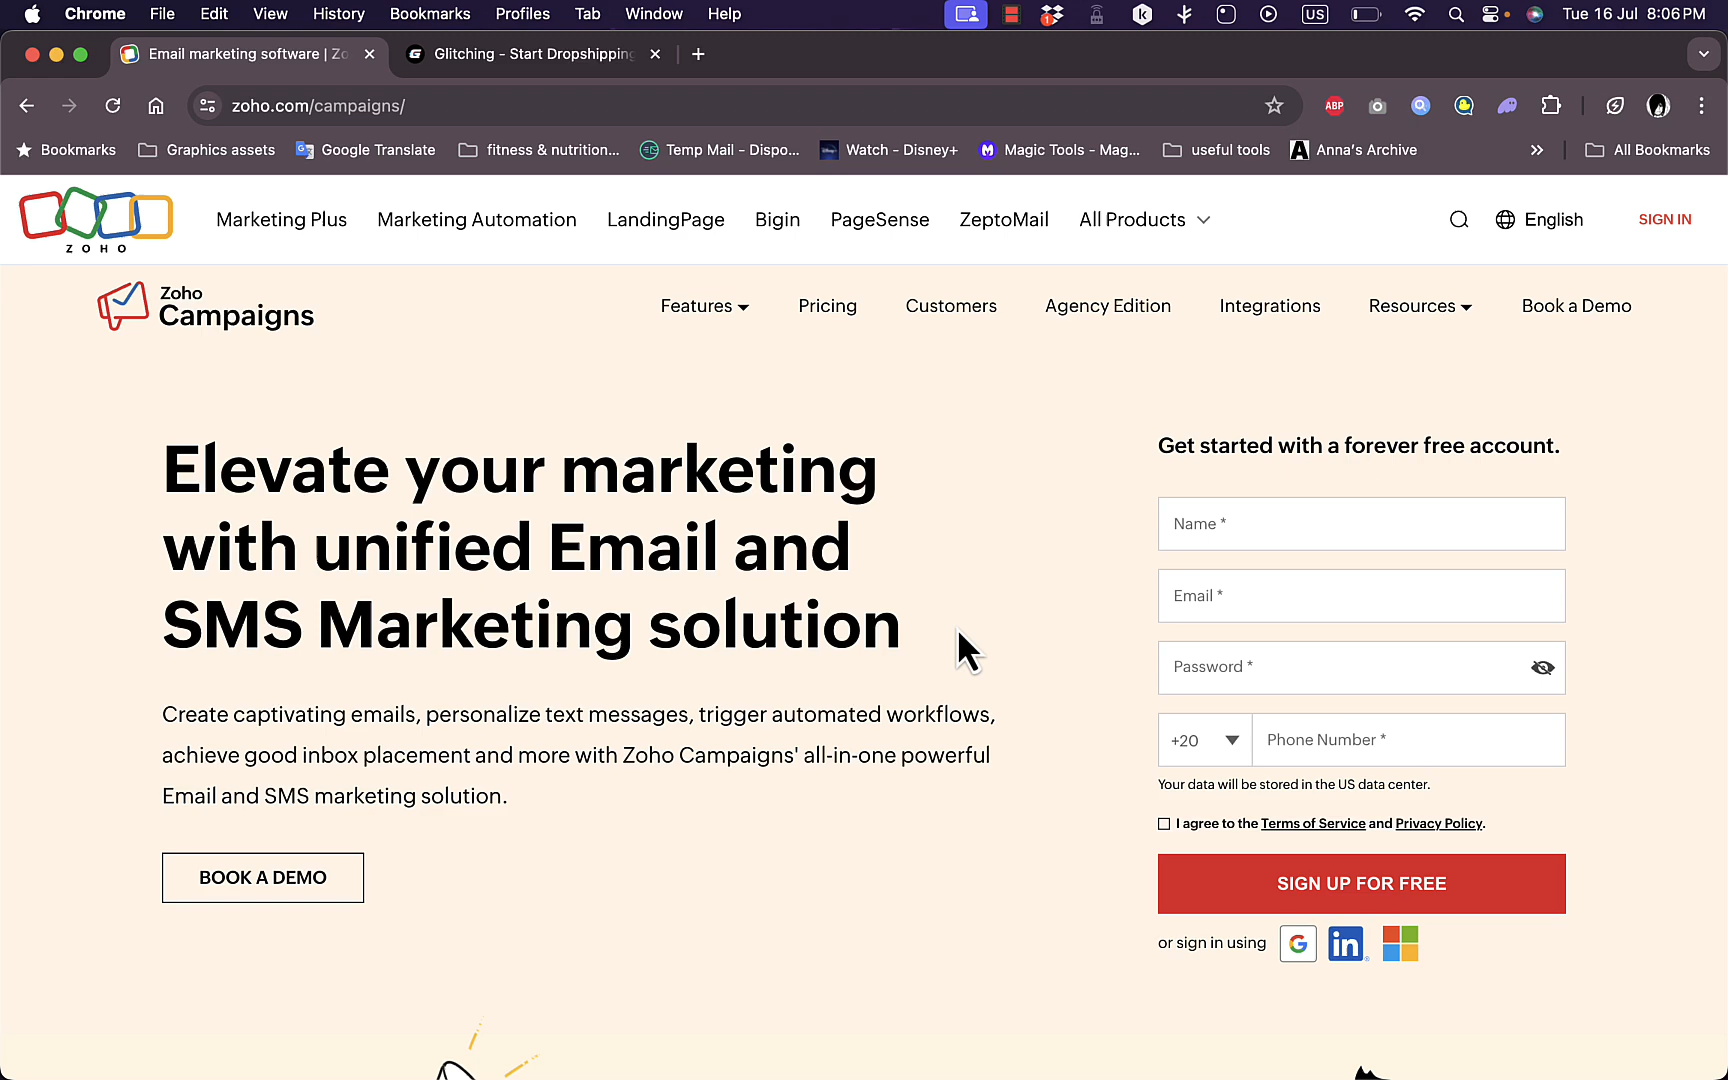 Chrome File Edit View History Bookmarks Profiles Tab Window Help US Tue 16 Jul 8:06 PM
Email marketing software | Zo Glitching - Start Dropshipping
zoho.com/campaigns/ ABP
Bookmarks Graphics assets Google Translate fitness & nutrition... Temp Mail - Dispo... Watch - Disney+ Magic Tools - Mag... useful tools Anna's Archive All Bookmarks
ZOHO Marketing Plus Marketing Automation LandingPage Bigin PageSense ZeptoMail All Products English SIGN IN
Zoho
Campaigns
Features Pricing Customers Agency Edition Integrations Resources Book a Demo
Elevate your marketing
with unified Email and
SMS Marketing solution
Create captivating emails, personalize text messages, trigger automated workflows,
achieve good inbox placement and more with Zoho Campaigns' all-in-one powerful
Email and SMS marketing solution.
BOOK A DEMO
Get started with a forever free account.
Name *
Email *
Password *
+20 Phone Number *
Your data will be stored in the US data center.
I agree to the Terms of Service and Privacy Policy.
SIGN UP FOR FREE
or sign in using G in